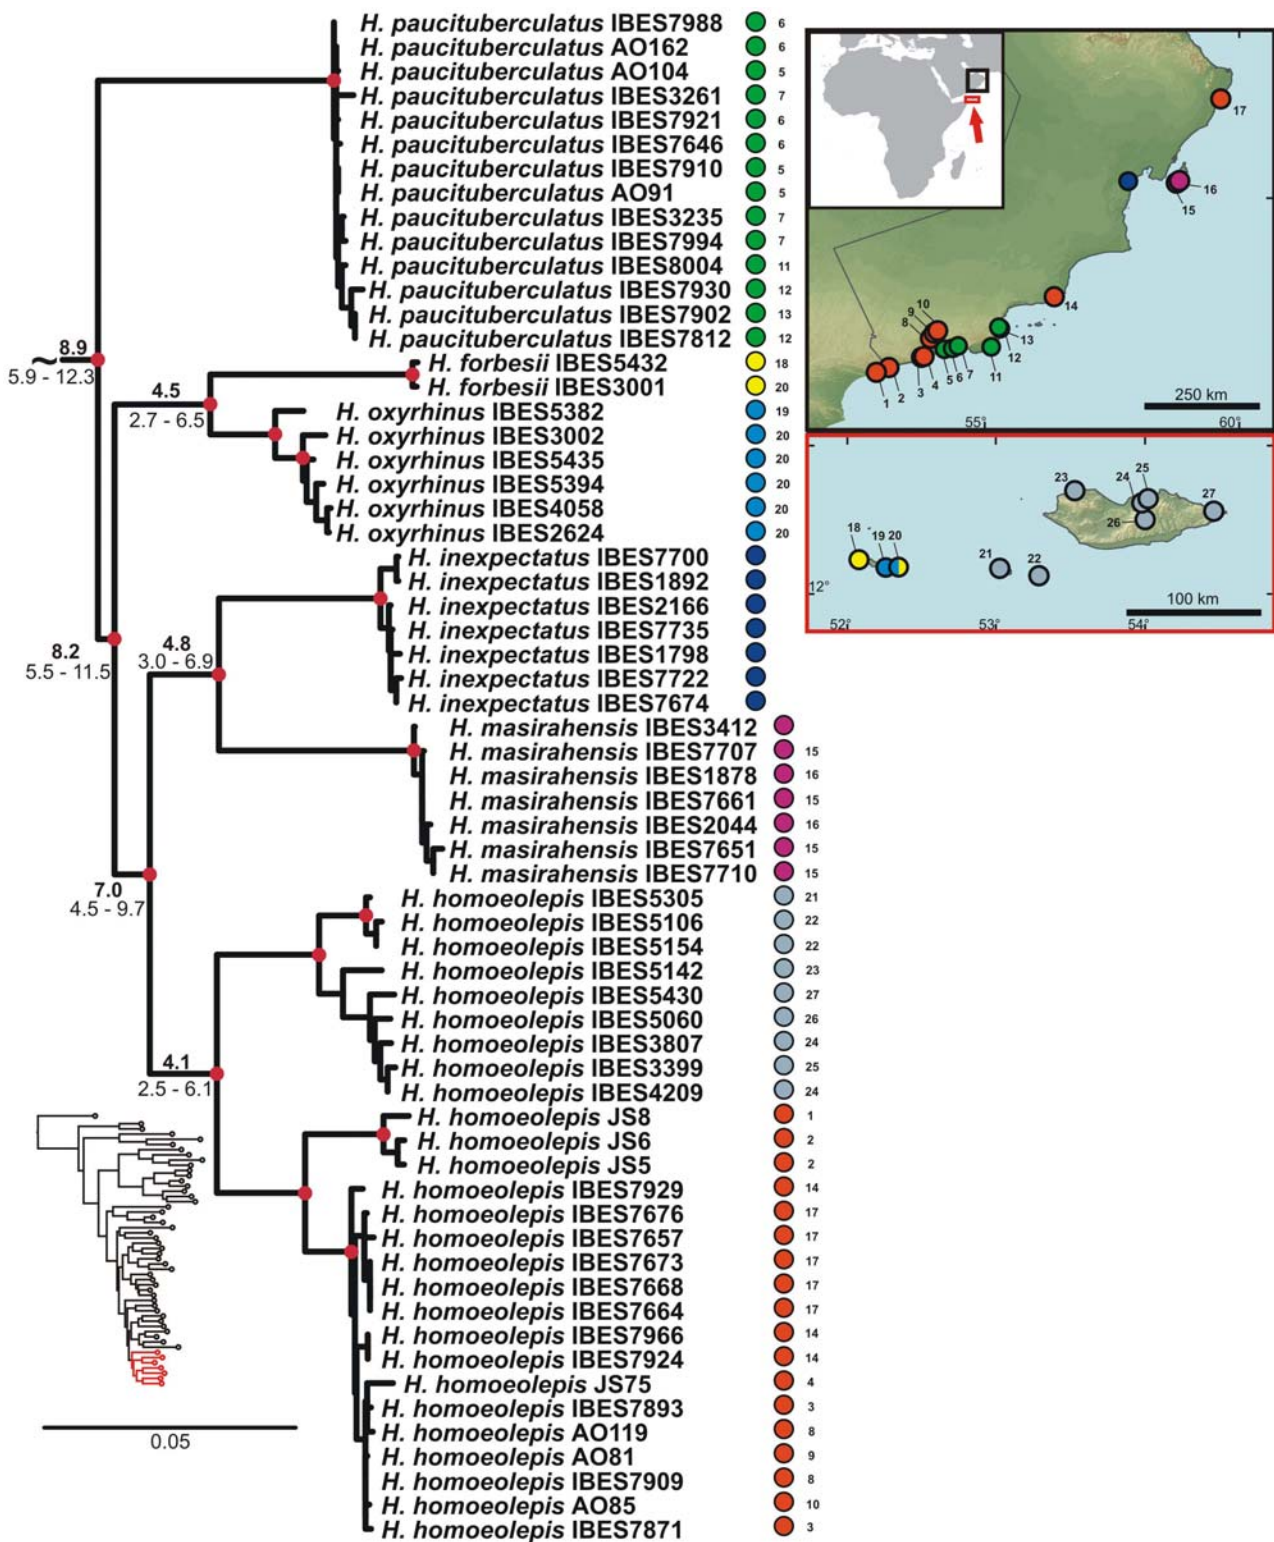 H. paucituberculatus IBES7988 6
H. paucituberculatus AO162 6
H. paucituberculatus AO104 5
H. paucituberculatus IBES3261 7
H. paucituberculatus IBES7921 6
H. paucituberculatus IBES7646 6
H. paucituberculatus IBES7910 5
H. paucituberculatus AO91 5
H. paucituberculatus IBES3235 7
H. paucituberculatus IBES7994 7
H. paucituberculatus IBES8004 11
H. paucituberculatus IBES7930 12
H. paucituberculatus IBES7902 13
H. paucituberculatus IBES7812 12
H. forbesii IBES5432 18
H. forbesii IBES3001 20
H. oxyrhinus IBES5382 19
H. oxyrhinus IBES3002 20
H. oxyrhinus IBES5435 20
H. oxyrhinus IBES5394 20
H. oxyrhinus IBES4058 20
H. oxyrhinus IBES2624 20
H. inexpectatus IBES7700
H. inexpectatus IBES1892
H. inexpectatus IBES2166
H. inexpectatus IBES7735
H. inexpectatus IBES1798
H. inexpectatus IBES7722
H. inexpectatus IBES7674
H. masirahensis IBES3412
H. masirahensis IBES7707 15
H. masirahensis IBES1878 16
H. masirahensis IBES7661 15
H. masirahensis IBES2044 16
H. masirahensis IBES7651 15
H. masirahensis IBES7710 15
H. homoeolepis IBES5305 21
H. homoeolepis IBES5106 22
H. homoeolepis IBES5154 22
H. homoeolepis IBES5142 23
H. homoeolepis IBES5430 27
H. homoeolepis IBES5060 26
H. homoeolepis IBES3807 24
H. homoeolepis IBES3399 25
H. homoeolepis IBES4209 24
H. homoeolepis JS8 1
H. homoeolepis JS6 2
H. homoeolepis JS5 2
H. homoeolepis IBES7929 14
H. homoeolepis IBES7676 17
H. homoeolepis IBES7657 17
H. homoeolepis IBES7673 17
H. homoeolepis IBES7668 17
H. homoeolepis IBES7664 17
H. homoeolepis IBES7966 14
H. homoeolepis IBES7924 14
H. homoeolepis JS75 4
H. homoeolepis IBES7893 3
H. homoeolepis AO119 8
H. homoeolepis AO81 9
H. homoeolepis IBES7909 8
H. homoeolepis AO85 10
H. homoeolepis IBES7871 3
~ 8.9
5.9 - 12.3
4.5
2.7 - 6.5
8.2
5.5 - 11.5
4.8
3.0 - 6.9
7.0
4.5 - 9.7
4.1
2.5 - 6.1
0.05
17
16
15
14
10
9
8
13
12
11
7
6
5
4
3
2
1
250 km
55°
60°
23
25
24
27
26
18
19
20
21
22
12°
100 km
52°
53°
54°